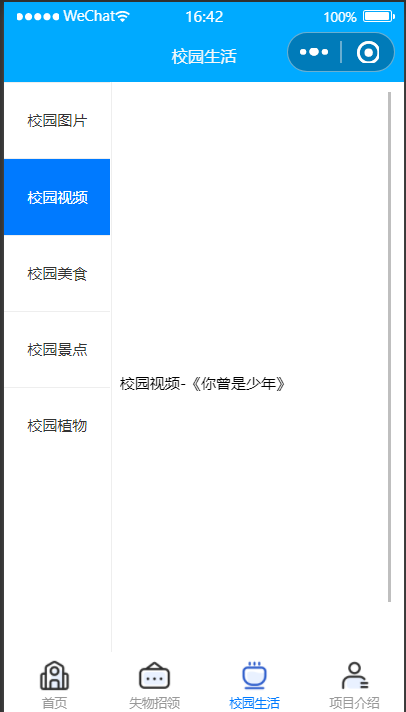 WeChat 16:42 100%
校园生活
校园图片
校园视频
校园美食
校园景点
校园视频-《你曾是少年》
校园植物
首页 失物招领 校园生活 项目介绍